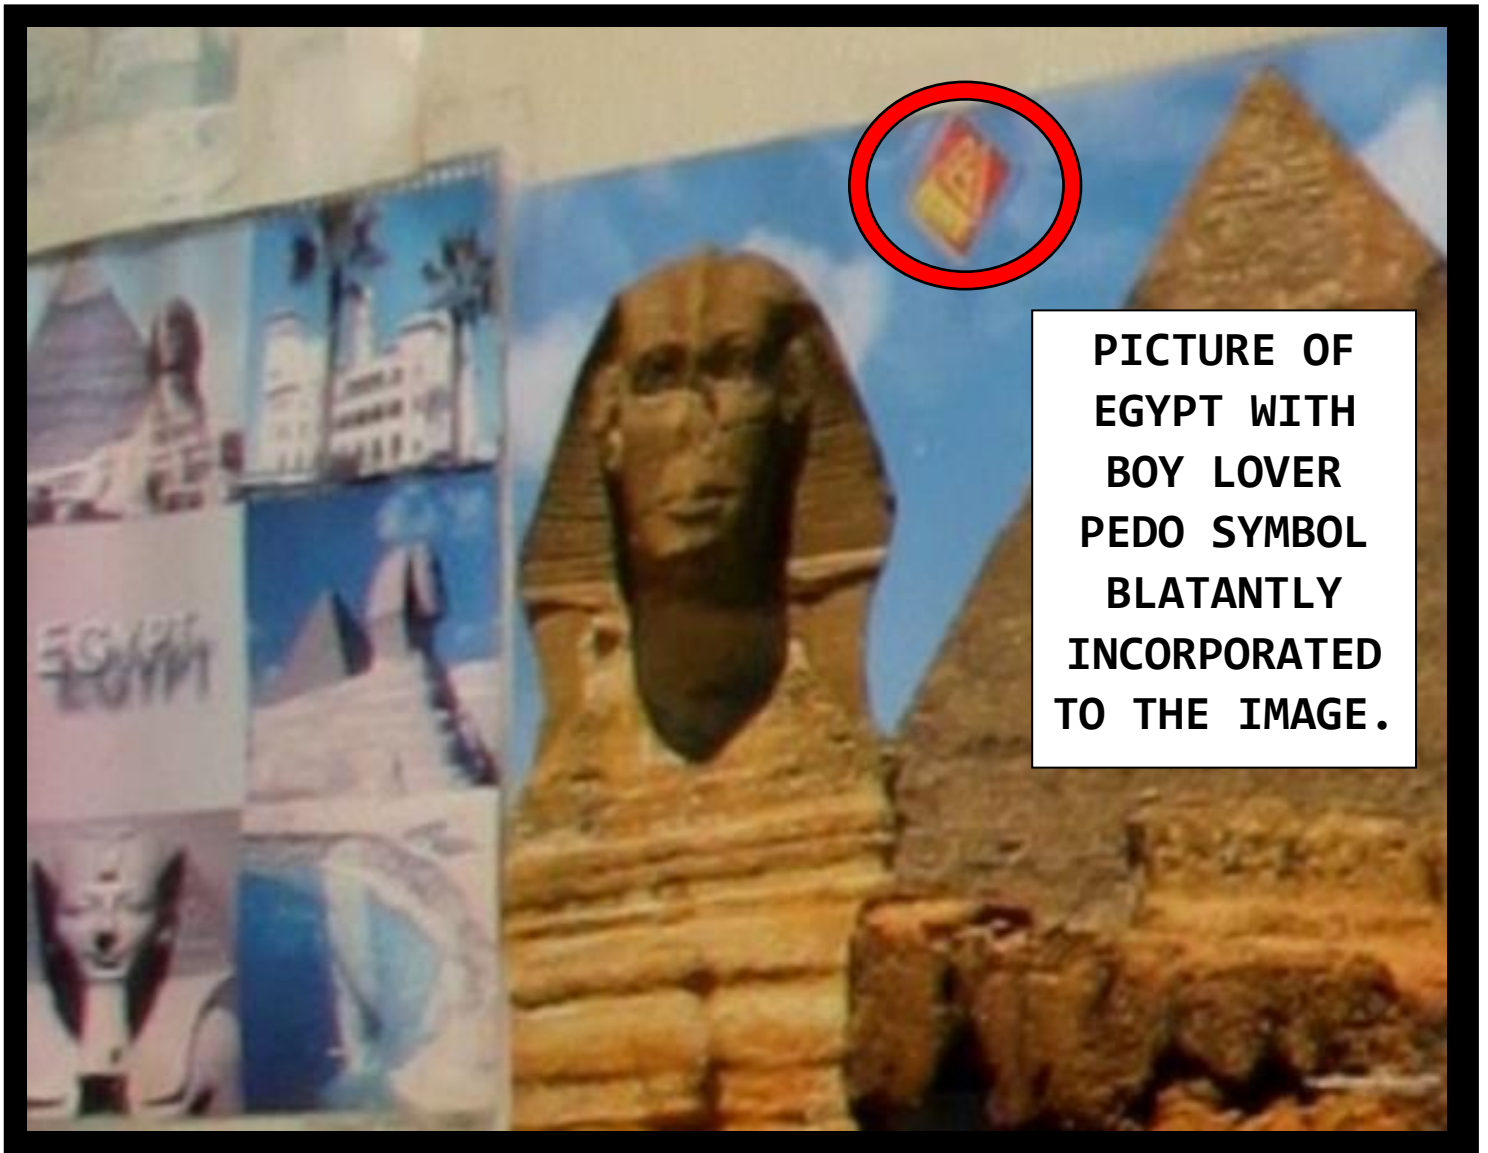 EGYPT
PICTURE OF
EGYPT WITH
BOY LOVER
PEDO SYMBOL
BLATANTLY
INCORPORATED
TO THE IMAGE.